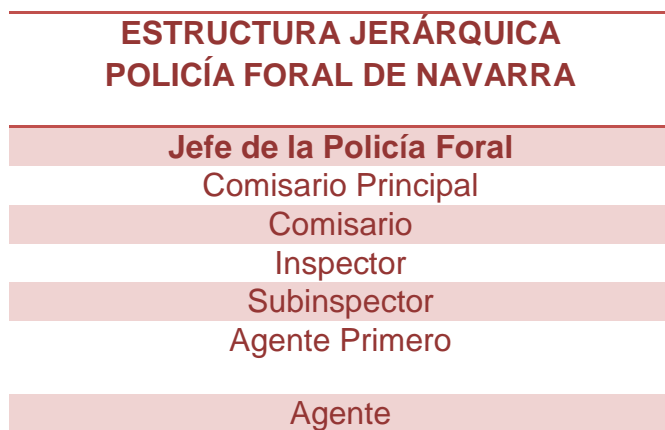 ESTRUCTURA JERÁRQUICA
POLICÍA FORAL DE NAVARRA
Jefe de la Policía Foral
Comisario Principal
Comisario
Inspector
Subinspector
Agente Primero
Agente